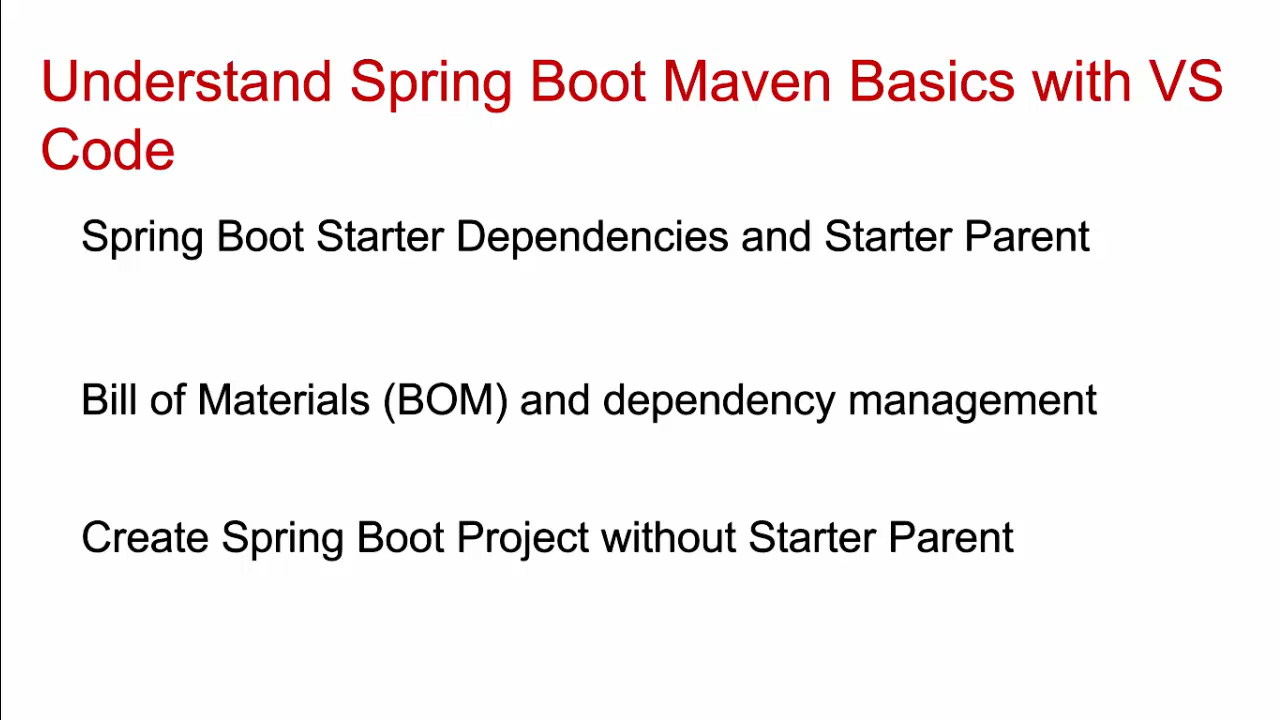 Understand Spring Boot Maven Basics with VS
Code
Spring Boot Starter Dependencies and Starter Parent
Bill of Materials (BOM) and dependency management
Create Spring Boot Project without Starter Parent